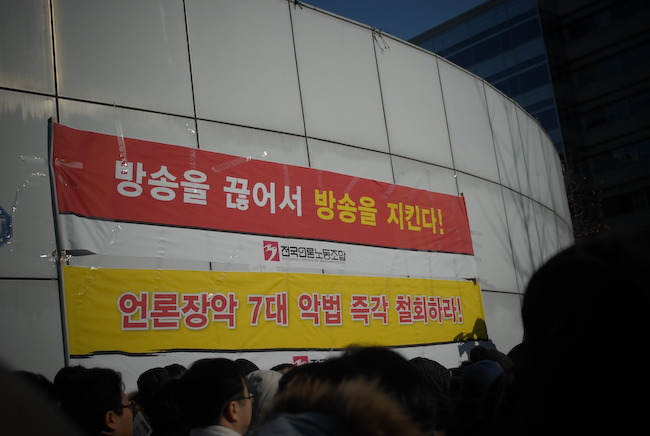 방송을 끊어서 방송을 지킨다!
전국언론노동조합
언론장악 7대 악법 즉각 철회하라!